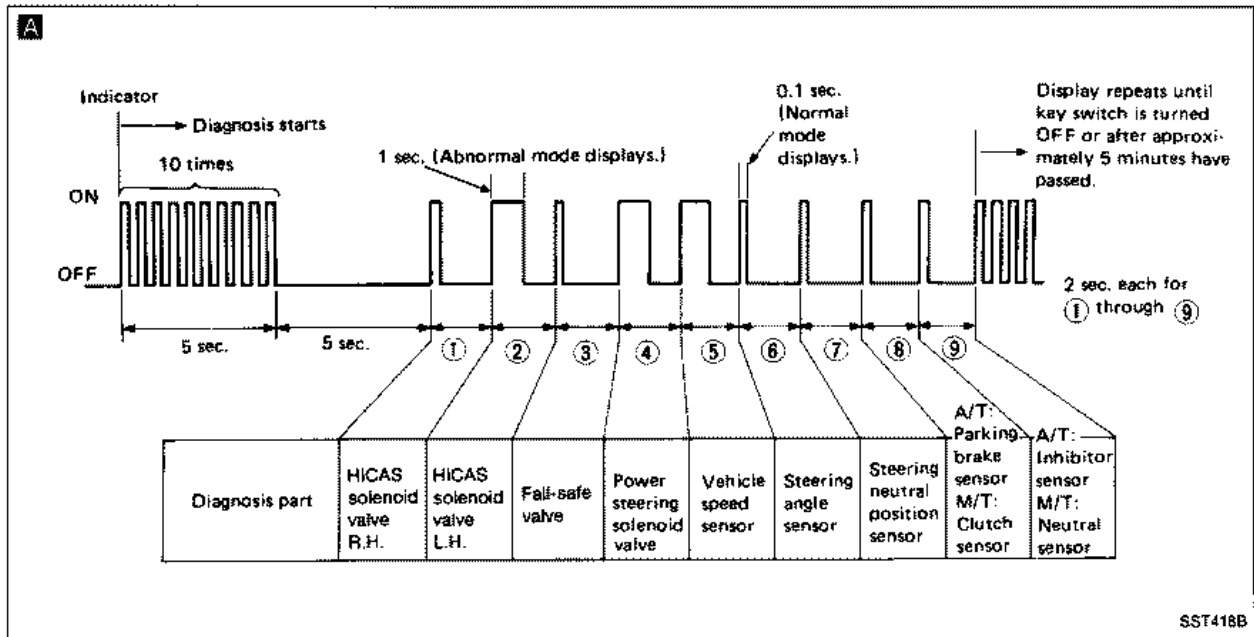 A
Indicator
Diagnosis starts
10 times
1 sec. (Abnormal mode displays.)
0.1 sec.
(Normal
mode
displays.)
Display repeats until
key switch is turned
OFF or after approxi-
mately 5 minutes have
passed.
ON
OFF
5 sec.
5 sec.
① ② ③ ④ ⑤ ⑥ ⑦ ⑧ ⑨
2 sec. each for
① through ⑨
Diagnosis part
HICAS
solenoid
valve
R.H.
HICAS
solenoid
valve
L.H.
Fail-safe
valve
Power
steering
solenoid
valve
Vehicle
speed
sensor
Steering
angle
sensor
Steering
neutral
position
sensor
A/T:
Parking
brake
sensor
M/T:
Clutch
sensor
A/T:
Inhibitor
sensor
M/T:
Neutral
sensor
SST418B